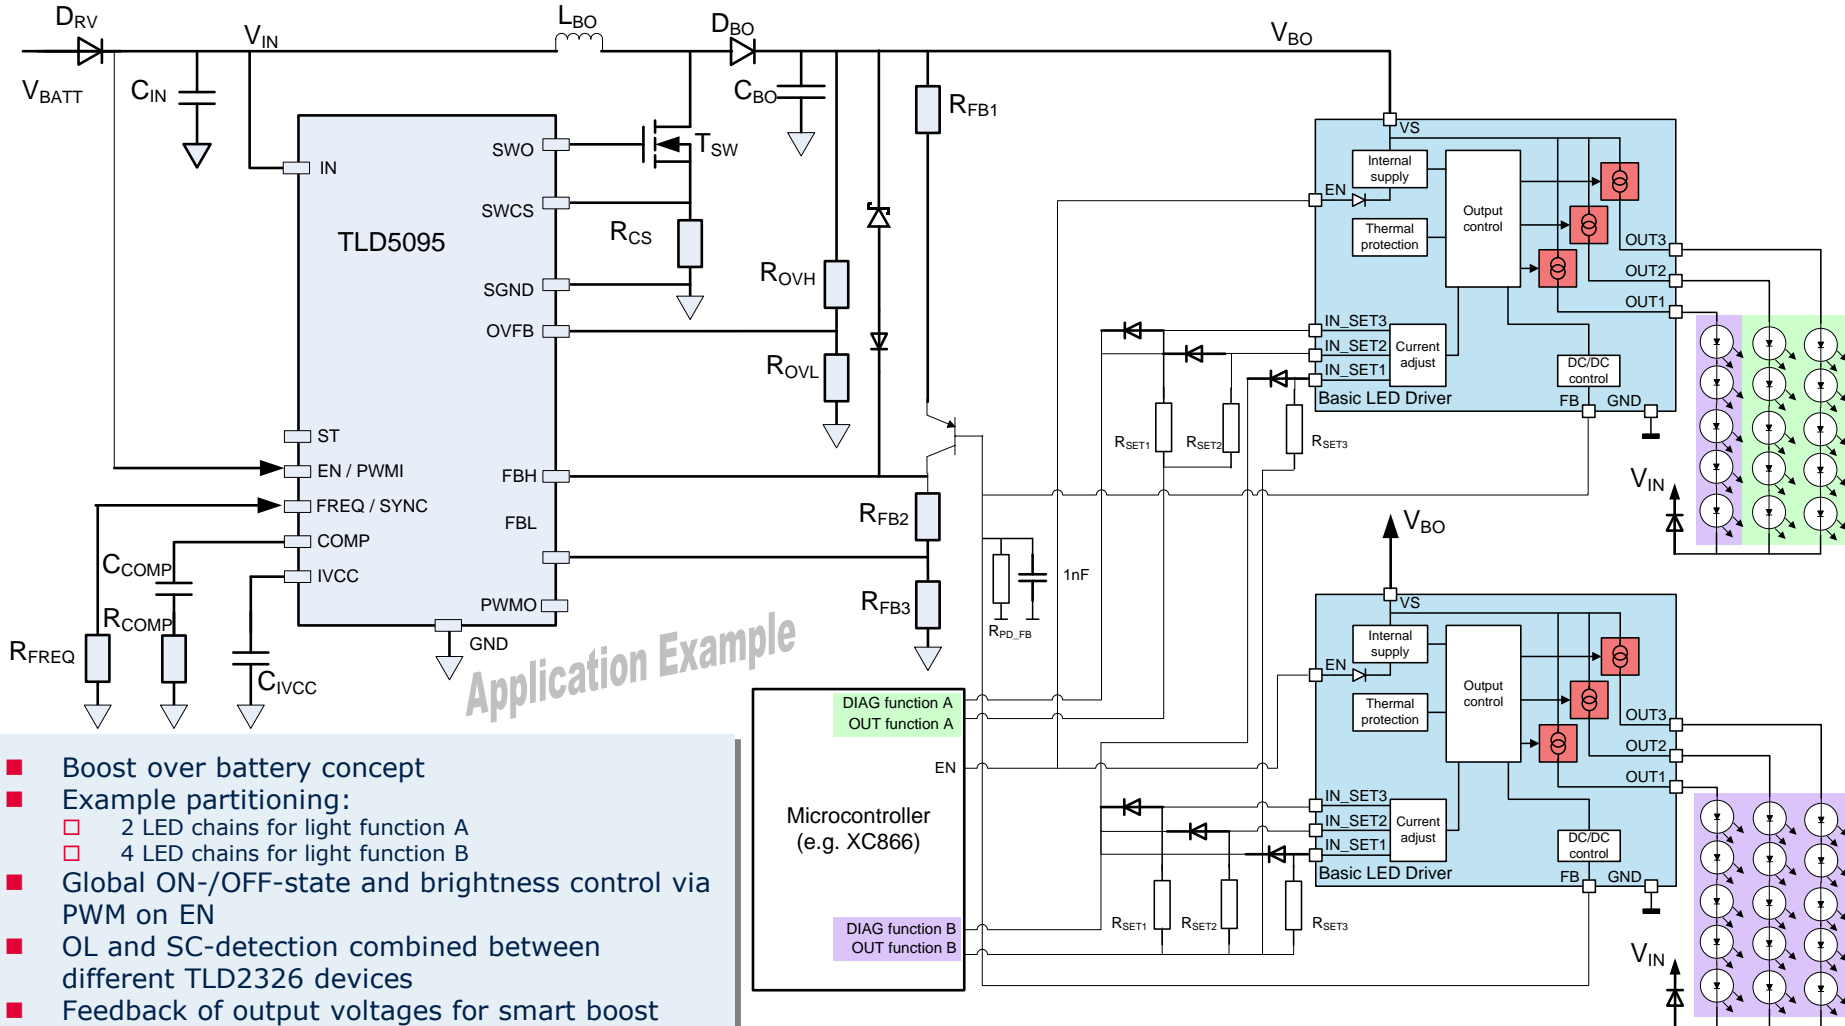 DRV
VBATT
VIN
CIN
LBO
DBO
CBO
VBO
RFB1
TSW
RCS
ROVH
ROVL
RFB2
RFB3
TLD5095
IN
SWO
SWCS
SGND
OVFB
ST
EN / PWMI
FREQ / SYNC
COMP
IVCC
FBH
FBL
PWMO
GND
CCOMP
RCOMP
RFREQ
CIVCC
Application Example
RPD_FB
1nF
VS
Internal supply
EN
Thermal protection
Output control
OUT3
OUT2
OUT1
IN_SET3
IN_SET2
IN_SET1
Current adjust
DC/DC control
Basic LED Driver
FB
GND
RSET1
RSET2
RSET3
VIN
VBO
VS
Internal supply
EN
Thermal protection
Output control
OUT3
OUT2
OUT1
IN_SET3
IN_SET2
IN_SET1
Current adjust
DC/DC control
Basic LED Driver
FB
GND
RSET1
RSET2
RSET3
VIN
DIAG function A
OUT function A
EN
Microcontroller
(e.g. XC866)
DIAG function B
OUT function B
Boost over battery concept
Example partitioning:
2 LED chains for light function A
4 LED chains for light function B
Global ON-/OFF-state and brightness control via
PWM on EN
OL and SC-detection combined between
different TLD2326 devices
Feedback of output voltages for smart boost